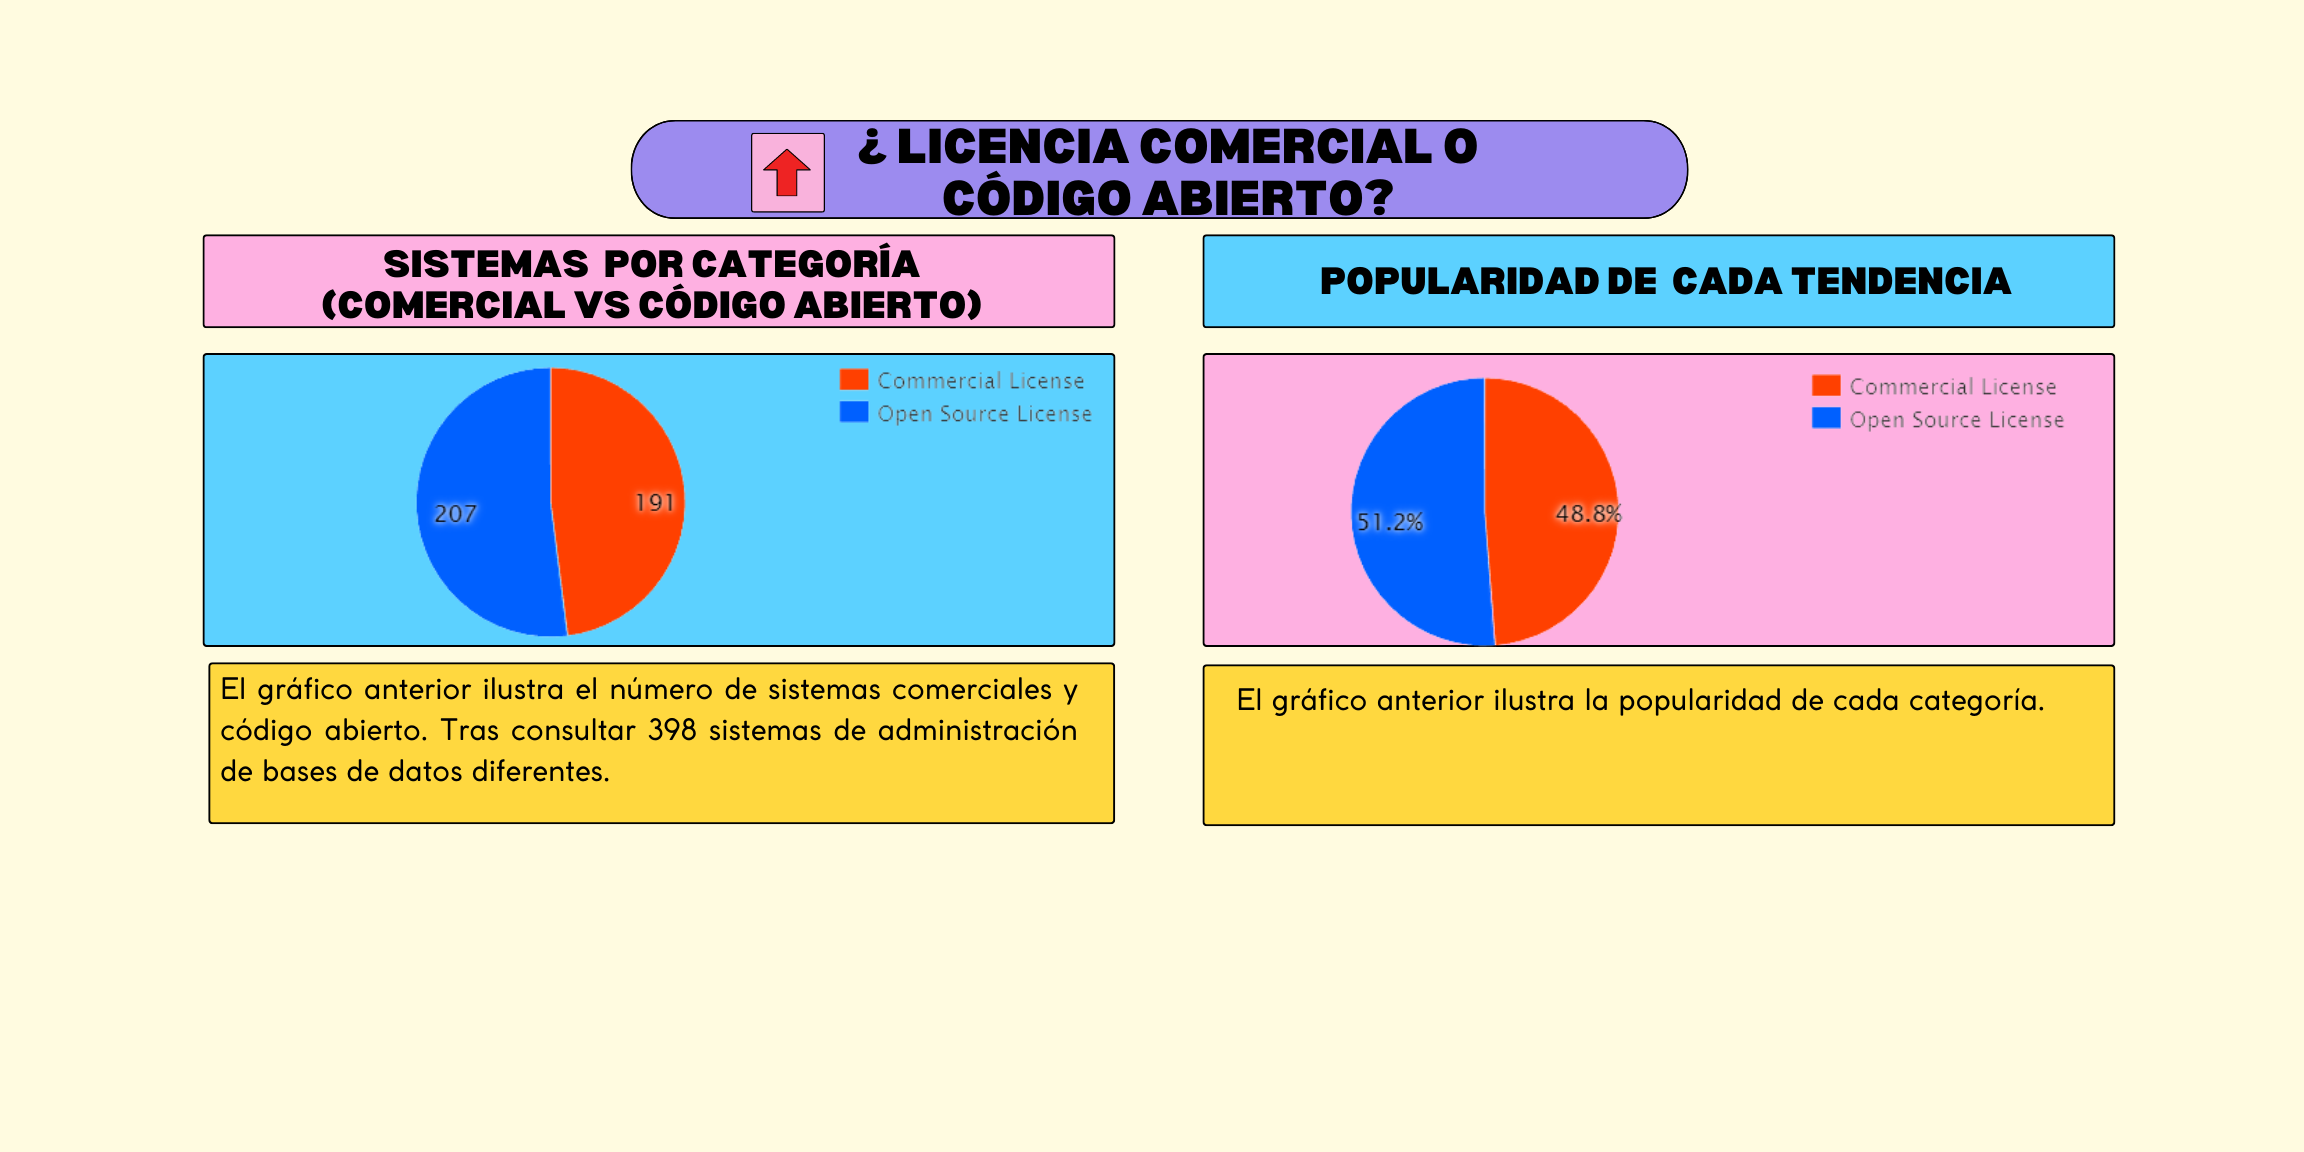 ¿ LICENCIA COMERCIAL O
CÓDIGO ABIERTO?
SISTEMAS POR CATEGORÍA
(COMERCIAL VS CÓDIGO ABIERTO)
Commercial License
Open Source License
207
191
El gráfico anterior ilustra el número de sistemas comerciales y
código abierto. Tras consultar 398 sistemas de administración
de bases de datos diferentes.
POPULARIDAD DE CADA TENDENCIA
Commercial License
Open Source License
51.2%
48.8%
El gráfico anterior ilustra la popularidad de cada categoría.